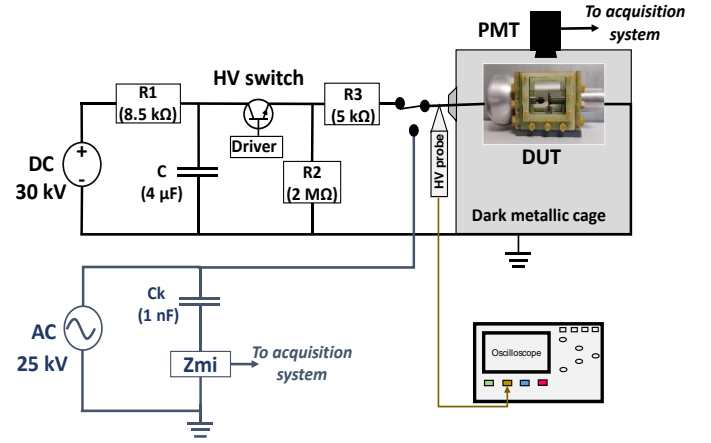 To acquisition
system
PMT
HV switch
R1
(8.5 kΩ)
R3
(5 kΩ)
Driver
DC
30 kV
+
-
C
(4 µF)
R2
(2 MΩ)
HV probe
DUT
Dark metallic cage
Ck
(1 nF)
AC
25 kV
Zmi
To acquisition
system
Oscilloscope